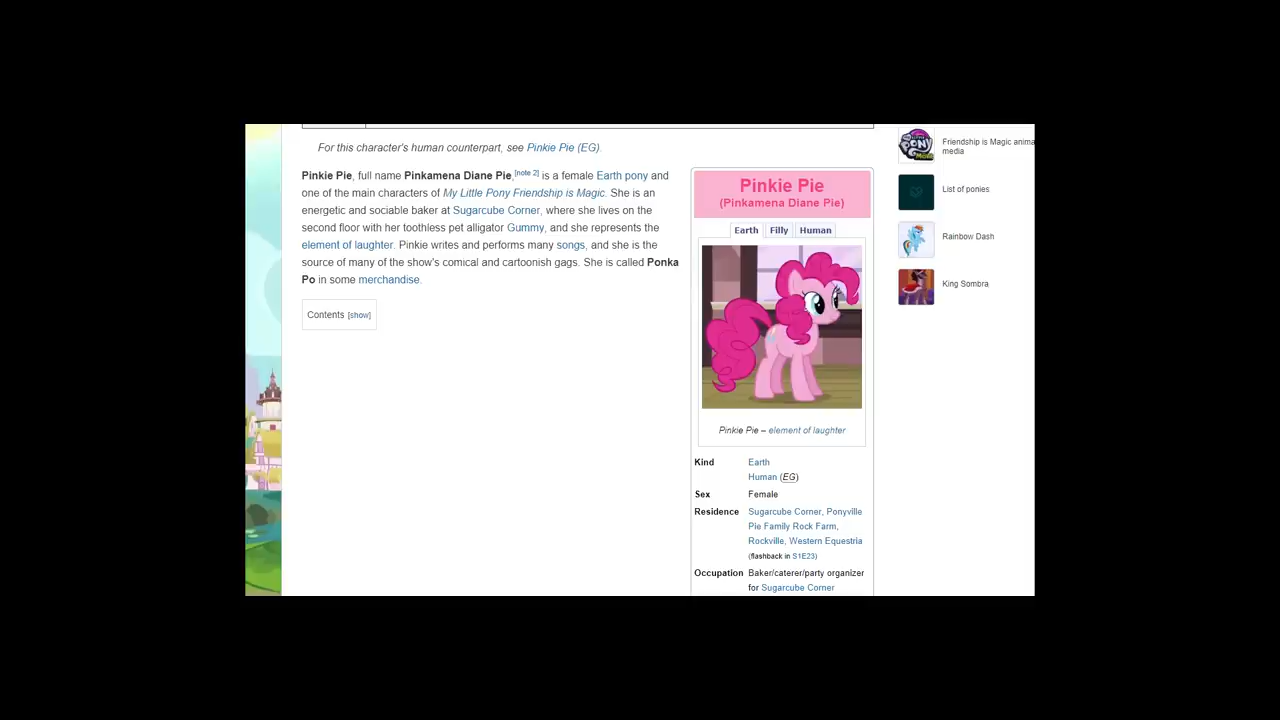 For this character's human counterpart, see Pinkie Pie (EG).
Pinkie Pie, full name Pinkamena Diane Pie,[note 2] is a female Earth pony and
one of the main characters of My Little Pony Friendship is Magic. She is an
energetic and sociable baker at Sugarcube Corner, where she lives on the
second floor with her toothless pet alligator Gummy, and she represents the
element of laughter. Pinkie writes and performs many songs, and she is the
source of many of the show's comical and cartoonish gags. She is called Ponka
Po in some merchandise.
Contents [show]
Pinkie Pie
(Pinkamena Diane Pie)
Earth Filly Human
Pinkie Pie – element of laughter
Kind Earth
Human (EG)
Sex Female
Residence Sugarcube Corner, Ponyville
Pie Family Rock Farm,
Rockville, Western Equestria
(flashback in S1E23)
Occupation Baker/caterer/party organizer
for Sugarcube Corner
Friendship is Magic anima
media
List of ponies
Rainbow Dash
King Sombra